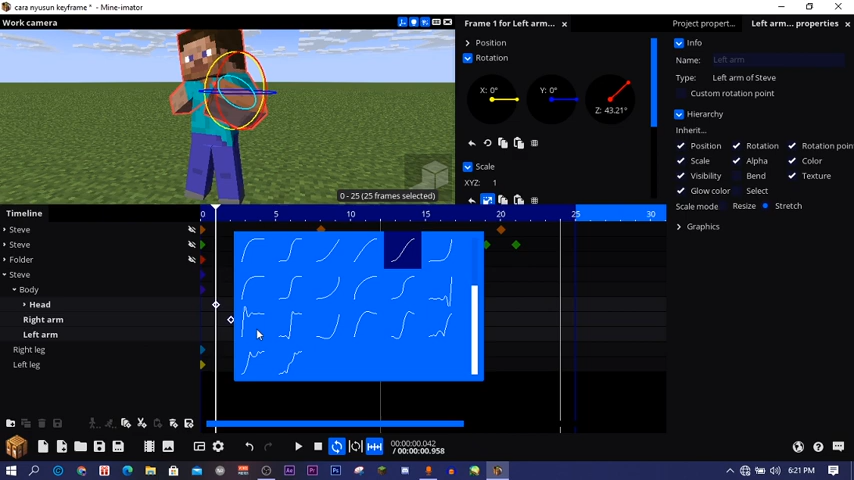 cara nyusun keyframe * - Mine-imator
Work camera
Frame 1 for Left arm...
Project propert...
Left arm... properties
Position
Rotation
X: 0°
Y: 0°
Z: 43.21°
Scale
XYZ: 1
Info
Name: Left arm
Type: Left arm of Steve
Custom rotation point
Hierarchy
Inherit...
Position
Rotation
Rotation poin
Scale
Alpha
Color
Visibility
Bend
Texture
Glow color
Select
Scale mode
Resize
Stretch
Graphics
0 - 25 (25 frames selected)
Timeline
0
5
10
15
20
25
30
Steve
Steve
Folder
Steve
Body
Head
Right arm
Left arm
Right leg
Left leg
00:00:00.042
/ 00:00:00.958
6:21 PM